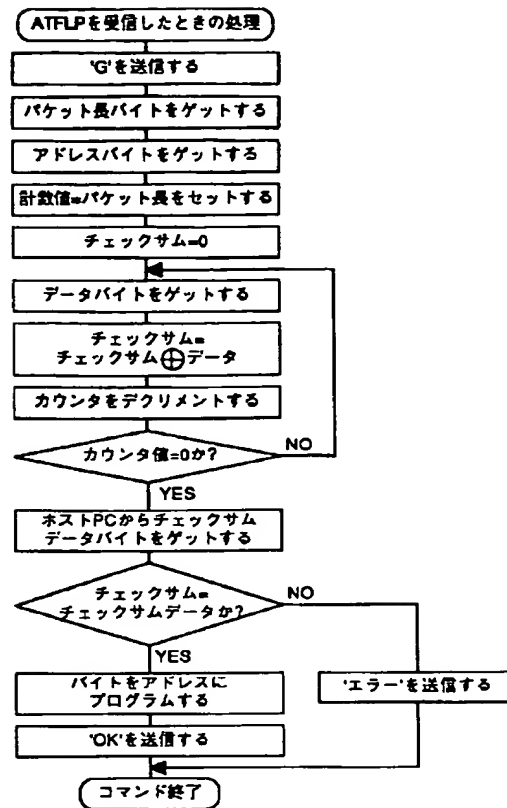 ATFLPを受信したときの処理
'G'を送信する
パケット長バイトをゲットする
アドレスバイトをゲットする
計数値=パケット長をセットする
チェックサム=0
データバイトをゲットする
チェックサム=
チェックサム⊕データ
カウンタをデクリメントする
カウンタ値=0か?
NO
YES
ホストPCからチェックサム
データバイトをゲットする
チェックサム=
チェックサムデータか?
NO
YES
バイトをアドレスに
プログラムする
'エラー'を送信する
'OK'を送信する
コマンド終了